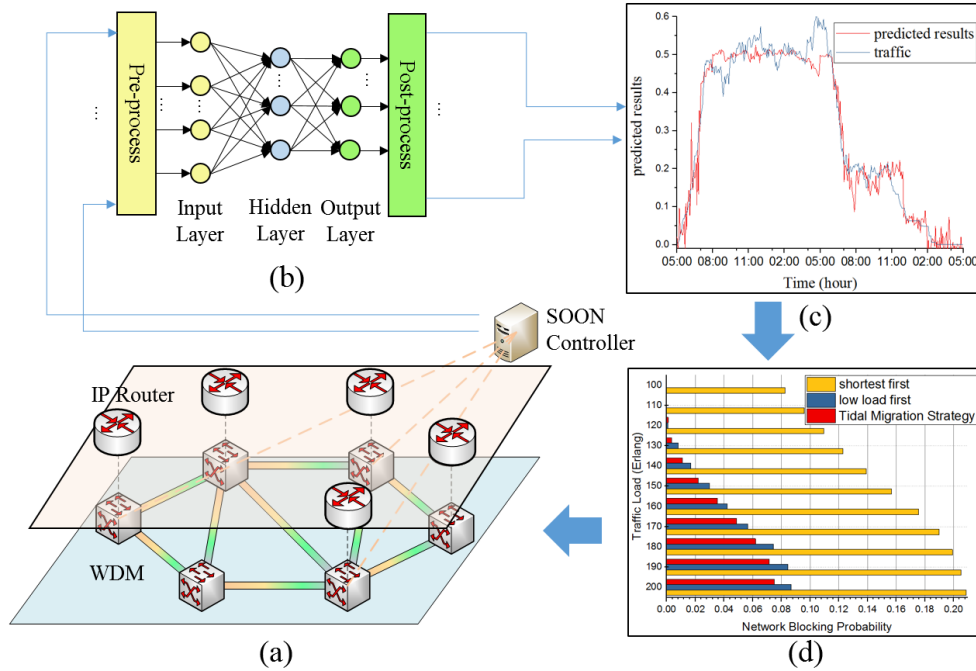 Pre-process
...
...
Input
Layer
Hidden
Layer
Output
Layer
Post-process
...
...
(b)
predicted results
traffic
predicted results
0.6
0.5
0.4
0.3
0.2
0.1
0.0
05:00 08:00 11:00 02:00 05:00 08:00 11:00 02:00 05:00
Time (hour)
(c)
SOON
Controller
IP Router
WDM
(a)
shortest first
low load first
Tidal Migration Strategy
Traffic Load (Erlang)
100
110
120
130
140
150
160
170
180
190
200
0.00 0.02 0.04 0.06 0.08 0.10 0.12 0.14 0.16 0.18 0.20
Network Blocking Probability
(d)